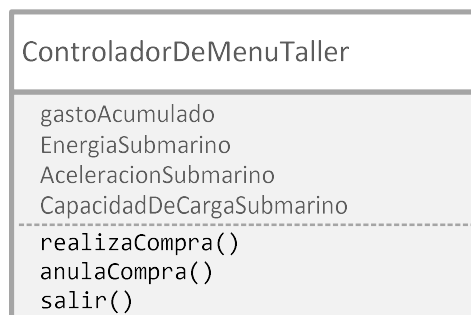 ControladorDeMenuTaller
gastoAcumulado
EnergiaSubmarino
AceleracionSubmarino
CapacidadDeCargaSubmarino
realizaCompra()
anulaCompra()
salir()